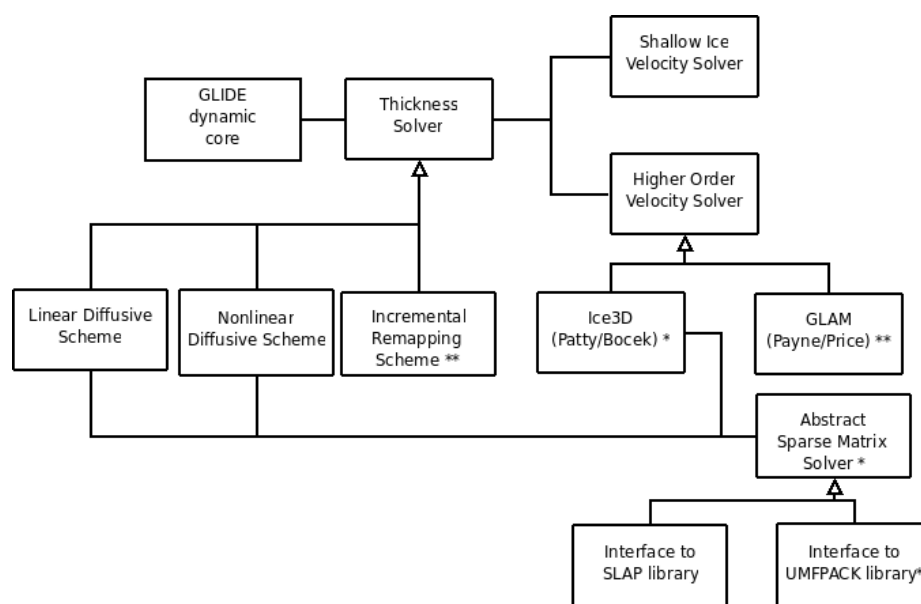 Shallow Ice
Velocity Solver
GLIDE
dynamic
core
Thickness
Solver
Higher Order
Velocity Solver
Linear Diffusive
Scheme
Nonlinear
Diffusive Scheme
Incremental
Remapping
Scheme **
Ice3D
(Patty/Bocek) *
GLAM
(Payne/Price) **
Abstract
Sparse Matrix
Solver *
Interface to
SLAP library
Interface to
UMFPACK library*